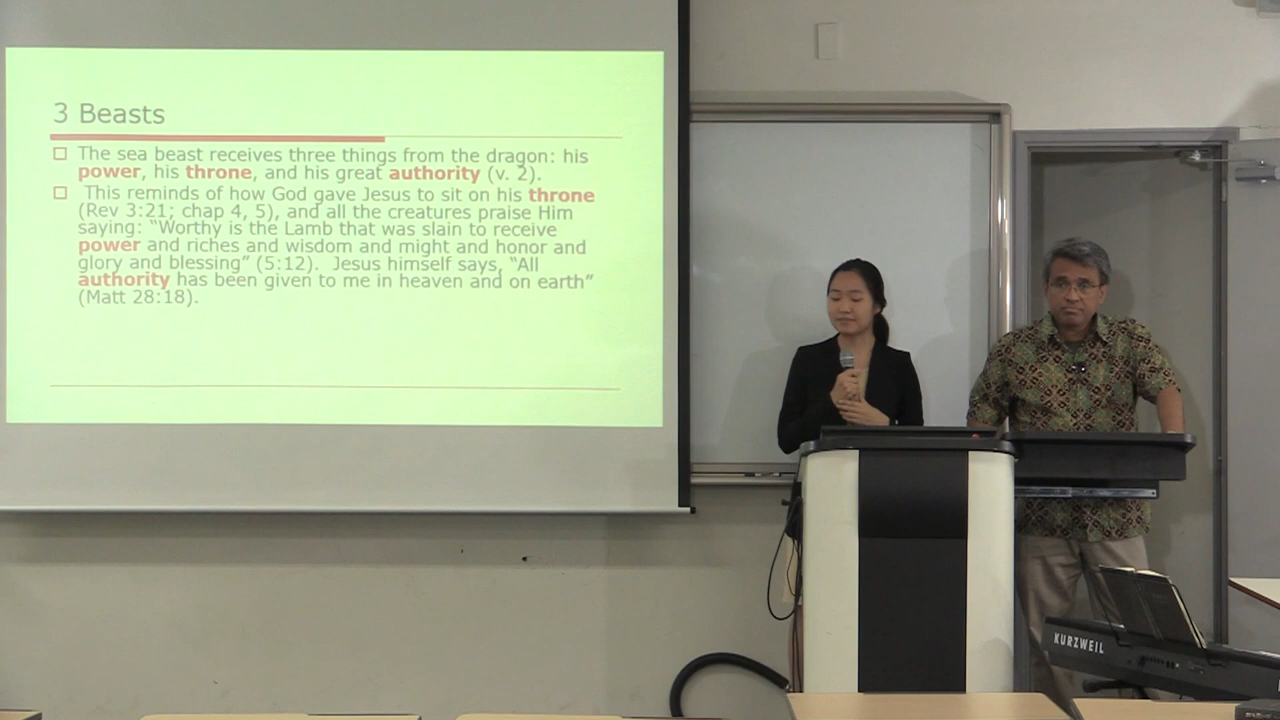 3 Beasts
The sea beast receives three things from the dragon: his
power, his throne, and his great authority (v. 2).
This reminds of how God gave Jesus to sit on his throne
(Rev 3:21; chap 4, 5), and all the creatures praise Him
saying: “Worthy is the Lamb that was slain to receive
power and riches and wisdom and might and honor and
glory and blessing” (5:12). Jesus himself says, “All
authority has been given to me in heaven and on earth”
(Matt 28:18).
KURZWEIL